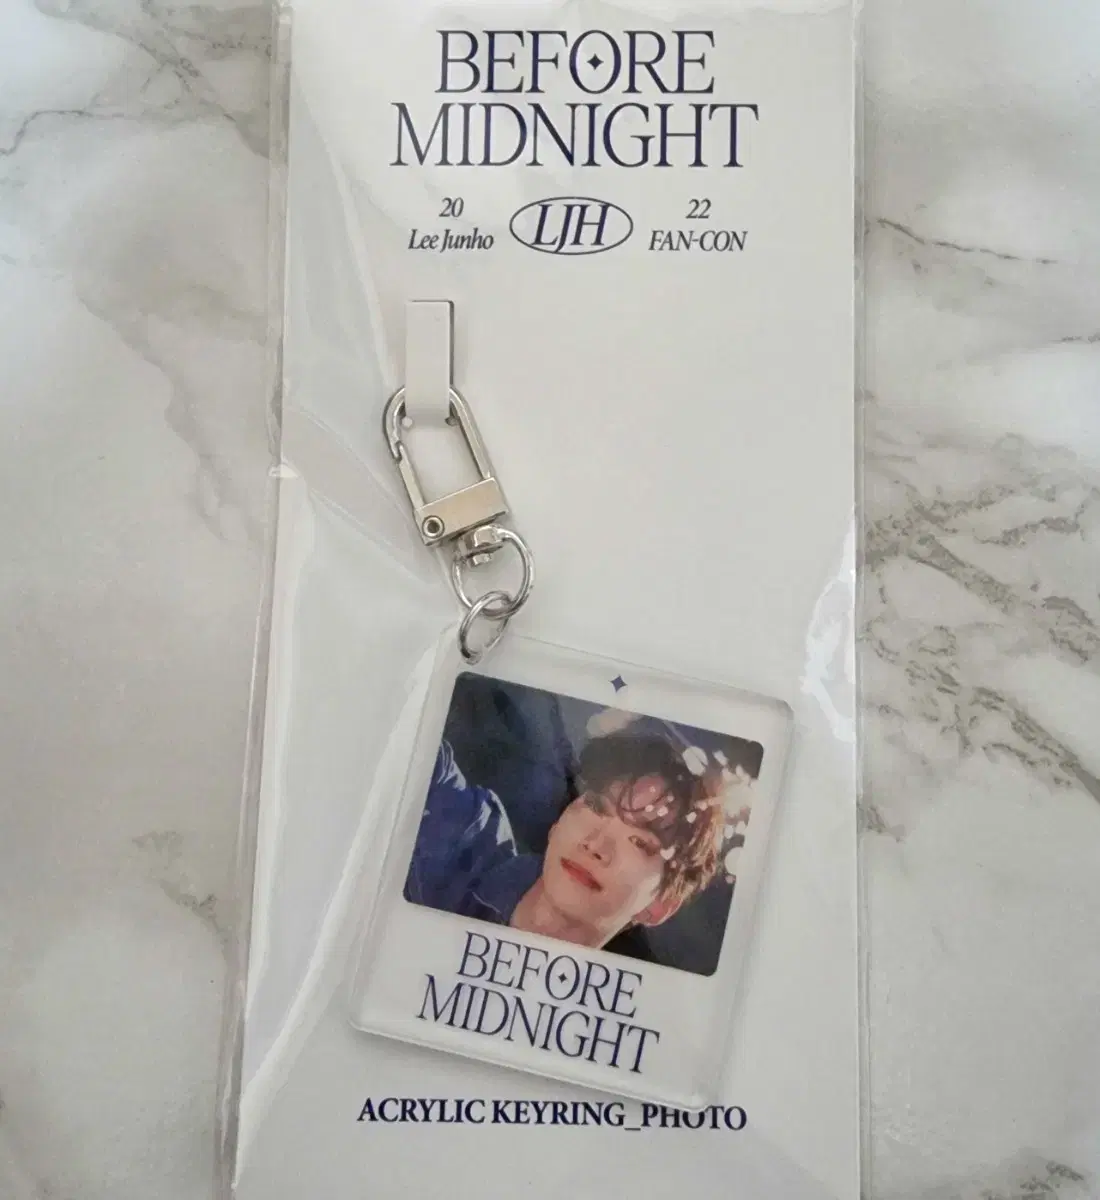 BEFORE
MIDNIGHT
20 LJH 22
Lee Junho FAN-CON
BEFORE
MIDNIGHT
ACRYLIC KEYRING_PHOTO